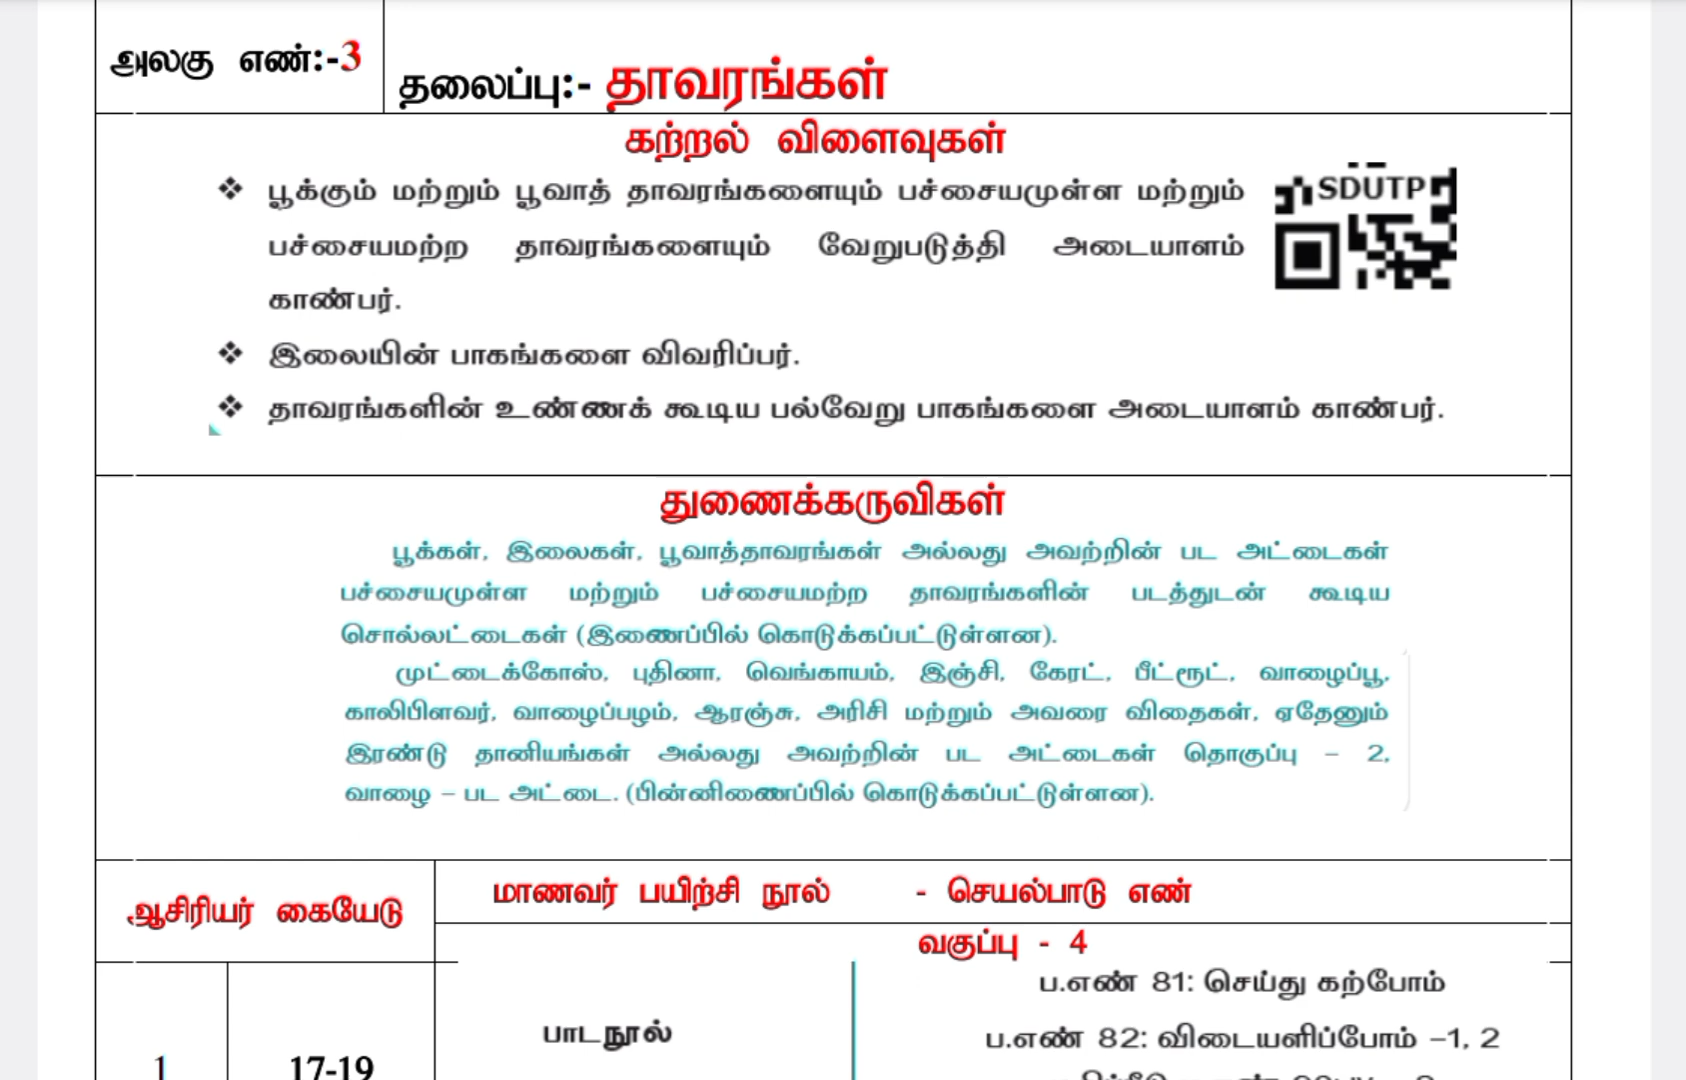 அலகு எண்:-3
தலைப்பு:- தாவரங்கள்
கற்றல் விளைவுகள்
❖ பூக்கும் மற்றும் பூவாத் தாவரங்களையும் பச்சையமுள்ள மற்றும்
பச்சையமற்ற தாவரங்களையும் வேறுபடுத்தி அடையாளம்
காண்பர்.
SDUTP
❖ இலையின் பாகங்களை விவரிப்பர்.
❖ தாவரங்களின் உண்ணக் கூடிய பல்வேறு பாகங்களை அடையாளம் காண்பர்.
துணைக்கருவிகள்
பூக்கள், இலைகள், பூவாத்தாவரங்கள் அல்லது அவற்றின் பட அட்டைகள்
பச்சையமுள்ள மற்றும் பச்சையமற்ற தாவரங்களின் படத்துடன் கூடிய
சொல்லட்டைகள் (இணைப்பில் கொடுக்கப்பட்டுள்ளன).
முட்டைக்கோஸ், புதினா, வெங்காயம், இஞ்சி, கேரட், பீட்ரூட், வாழைப்பூ,
காலிபிளவர், வாழைப்பழம், ஆரஞ்சு, அரிசி மற்றும் அவரை விதைகள், ஏதேனும்
இரண்டு தானியங்கள் அல்லது அவற்றின் பட அட்டைகள் தொகுப்பு – 2,
வாழை – பட அட்டை. (பின்னிணைப்பில் கொடுக்கப்பட்டுள்ளன).
ஆசிரியர் கையேடு
மாணவர் பயிற்சி நூல் - செயல்பாடு எண்
வகுப்பு - 4
ப.எண் 81: செய்து கற்போம்
பாடநூல்
ப.எண் 82: விடையளிப்போம் –1, 2
1 17-19